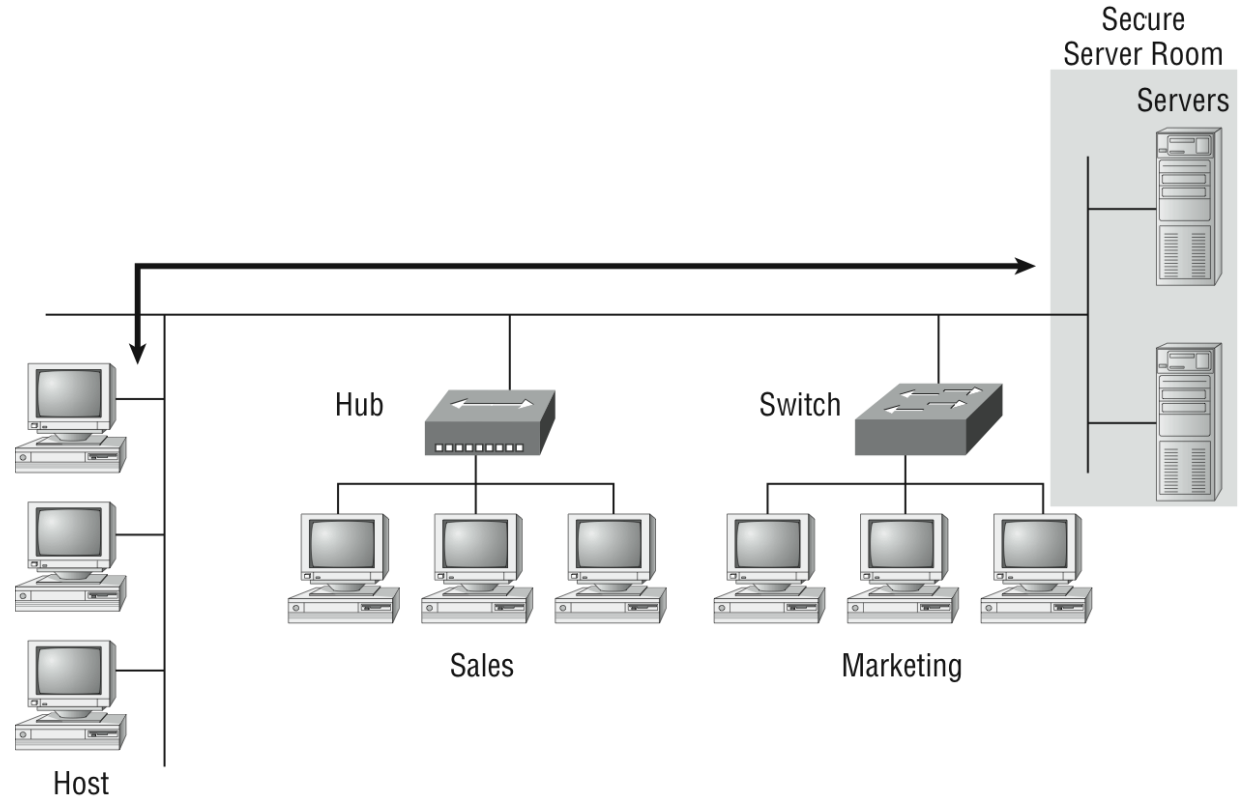 Secure
Server Room
Servers
Hub
Switch
Sales
Marketing
Host